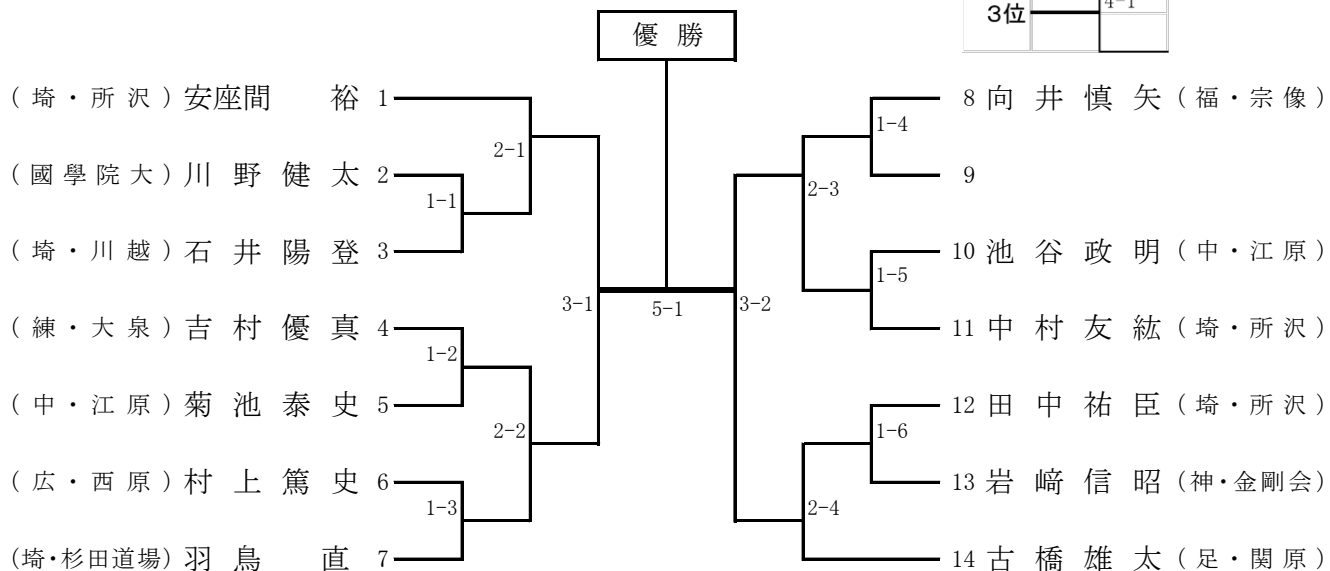 優 勝
4-1
3位
(埼・所沢) 安座間 裕 1
(國學院大) 川野健太 2
(埼・川越) 石井陽登 3
(練・大泉) 吉村優真 4
(中・江原) 菊池泰史 5
(広・西原) 村上篤史 6
(埼・杉田道場) 羽鳥 直 7
1-1
1-2
1-3
2-1
2-2
3-1
5-1
3-2
2-3
2-4
1-4
1-5
1-6
8 向井慎矢 (福・宗像)
9
10 池谷政明 (中・江原)
11 中村友紘 (埼・所沢)
12 田中祐臣 (埼・所沢)
13 岩﨑信昭 (神・金剛会)
14 古橋雄太 (足・関原)